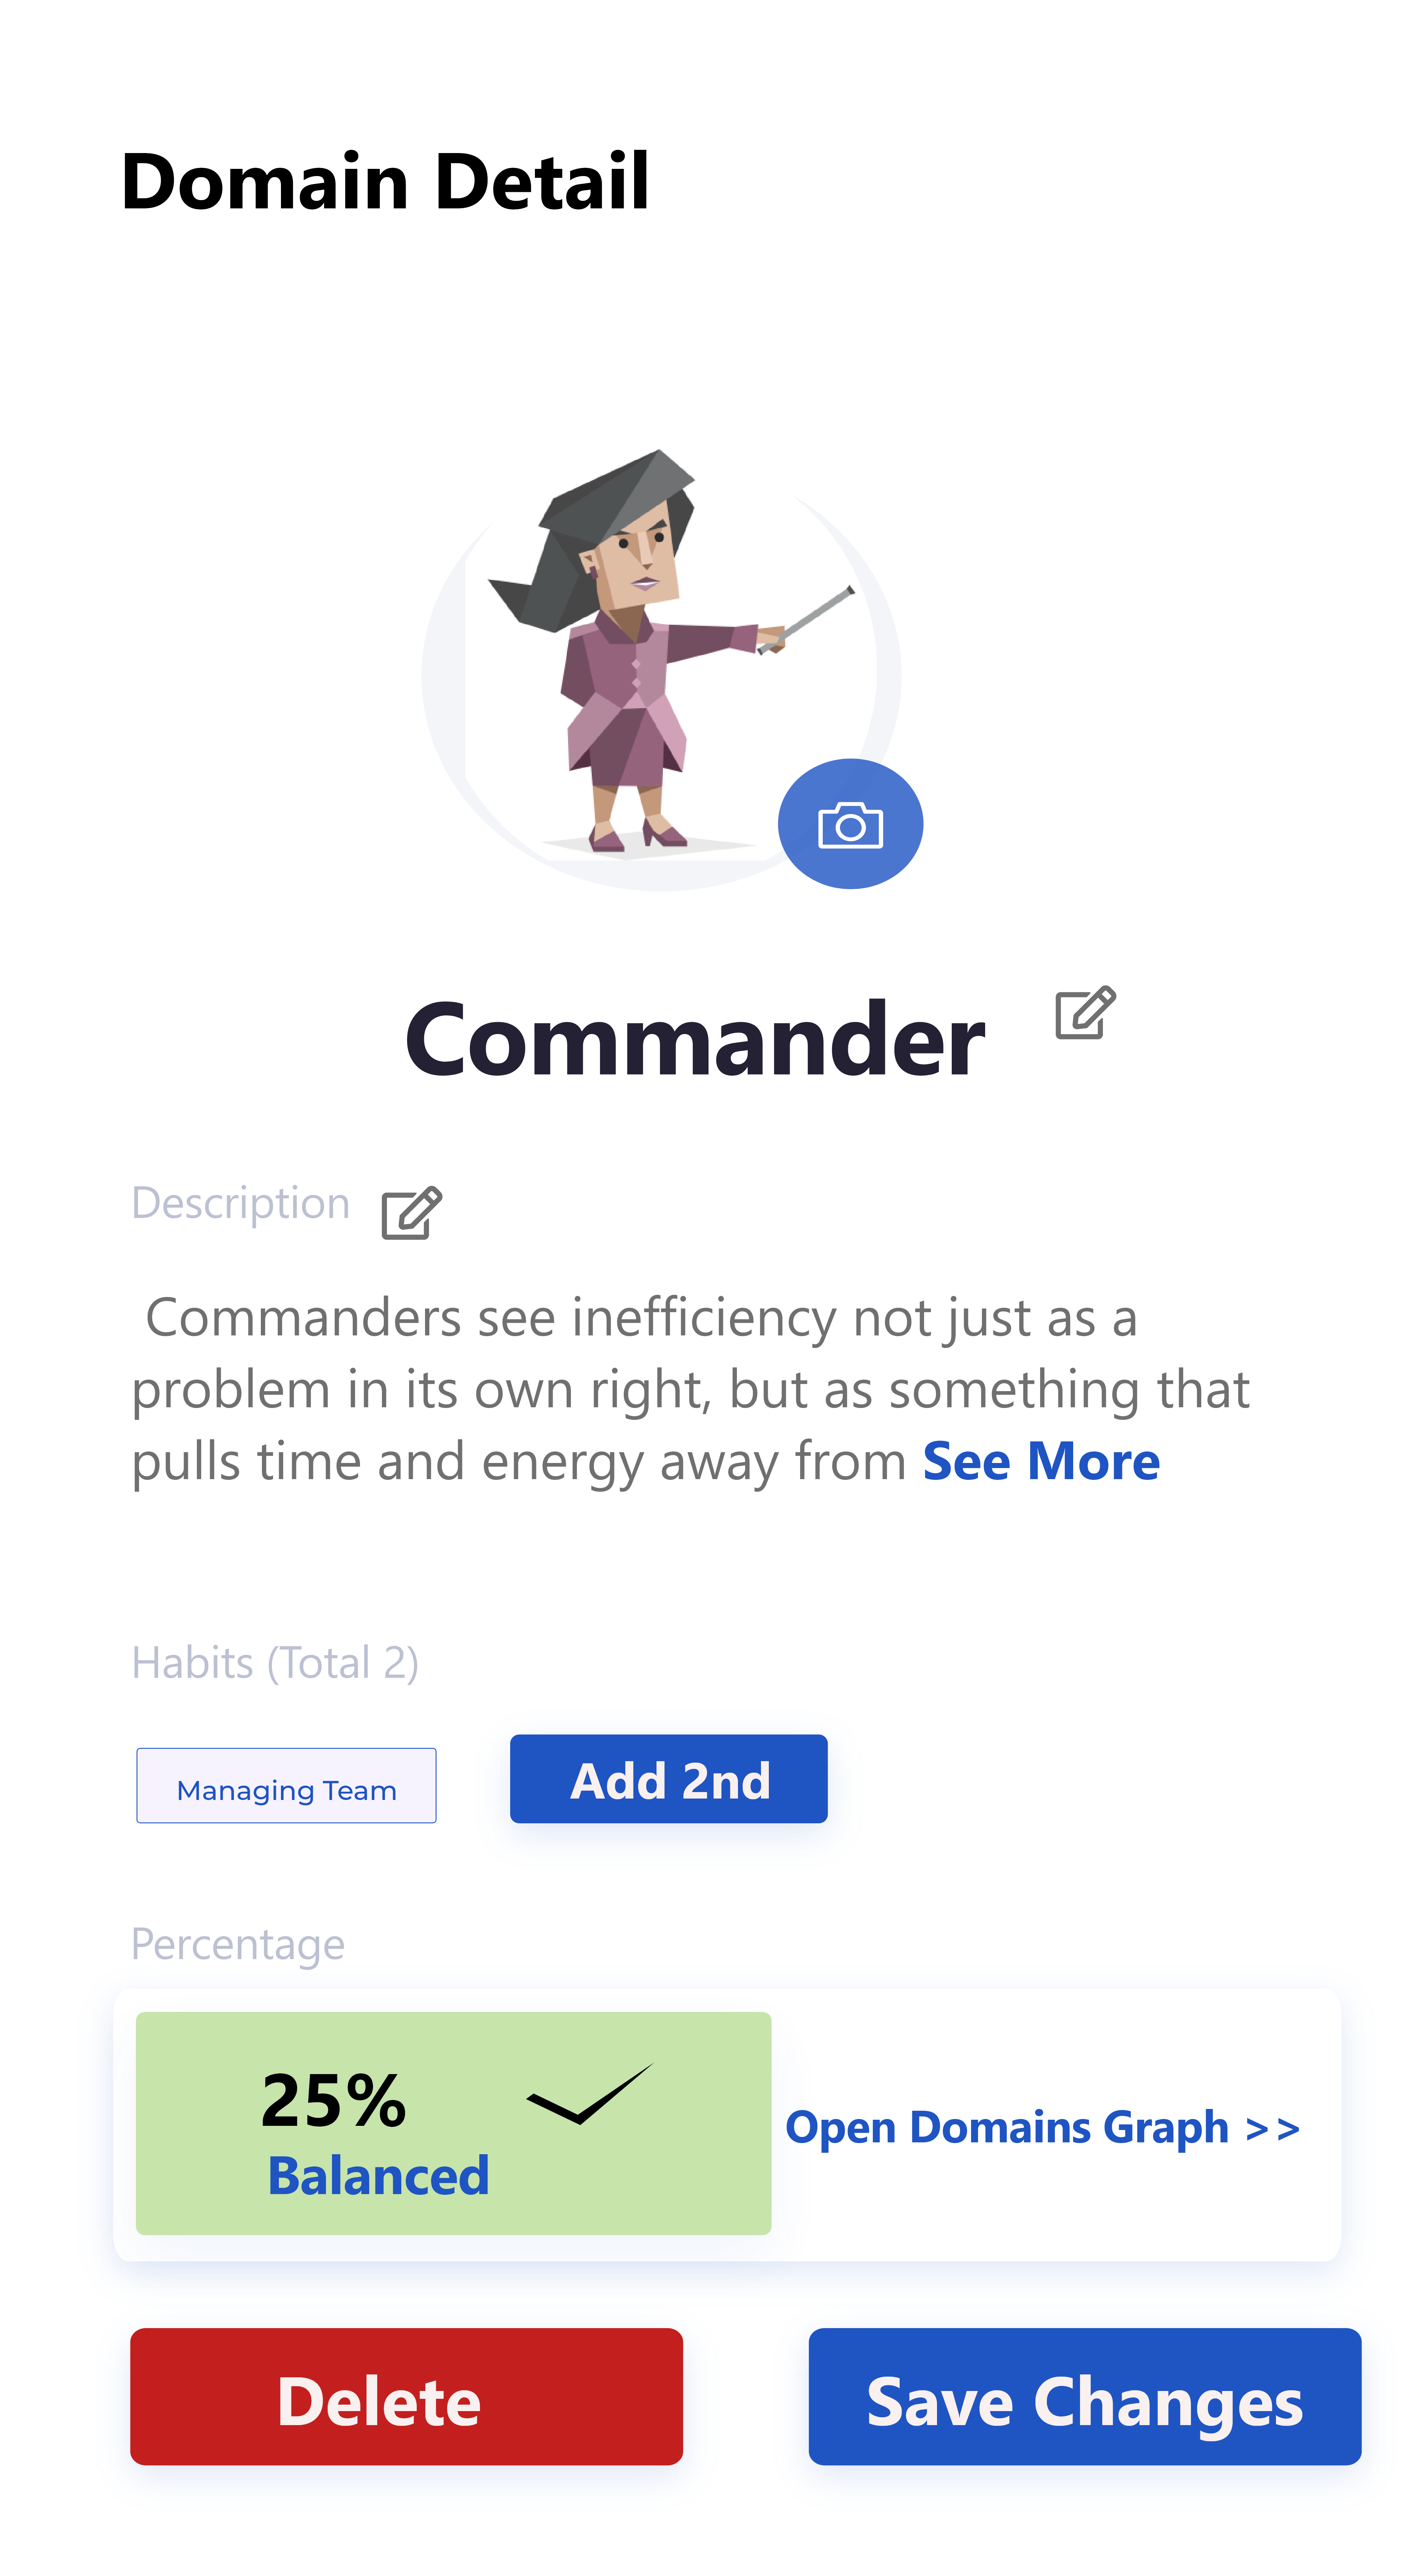 Domain Detail
Commander
Description
Commanders see inefficiency not just as a
problem in its own right, but as something that
pulls time and energy away from See More
Habits (Total 2)
Managing Team
Add 2nd
Percentage
25%
Balanced
Open Domains Graph >>
Delete
Save Changes